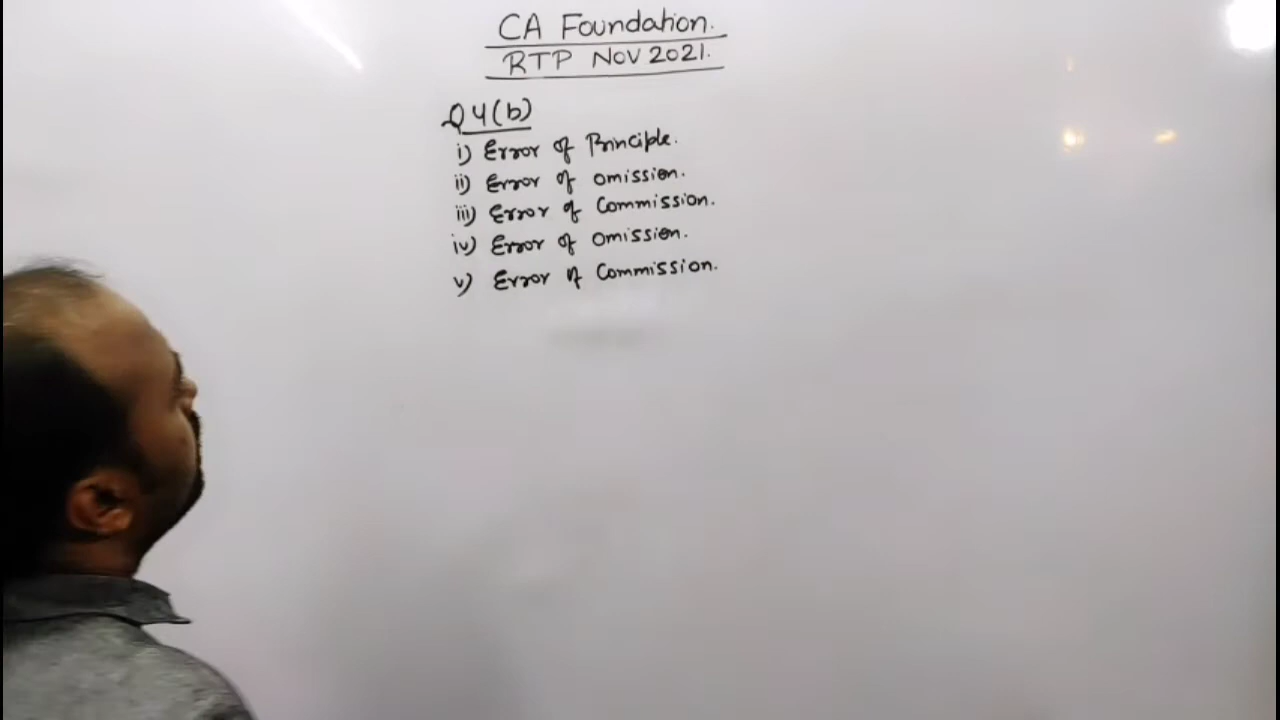 CA Foundation.
RTP NOV 2021.
Q4(b)
i) Error of Principle.
ii) Error of omission.
iii) Error of Commission.
iv) Error of Omission.
v) Error of Commission.